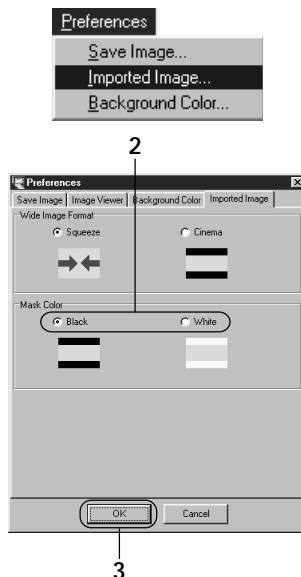 Preferences
Save Image...
Imported Image...
Background Color...
2
Preferences
Save Image Image Viewer Background Color Imported Image
Wide Image Format
Squeeze Cinema
Mask Color
Black White
OK Cancel
3